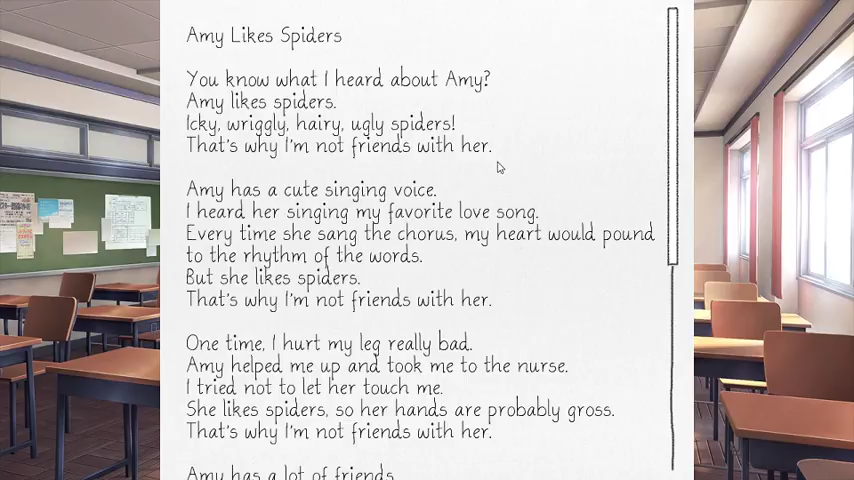 Amy Likes Spiders
You know what I heard about Amy?
Amy likes spiders.
Icky, wriggly, hairy, ugly spiders!
That's why I'm not friends with her.
Amy has a cute singing voice.
I heard her singing my favorite love song.
Every time she sang the chorus, my heart would pound
to the rhythm of the words.
But she likes spiders.
That's why I'm not friends with her.
One time, I hurt my leg really bad.
Amy helped me up and took me to the nurse.
I tried not to let her touch me.
She likes spiders, so her hands are probably gross.
That's why I'm not friends with her.
Amy has a lot of friends.